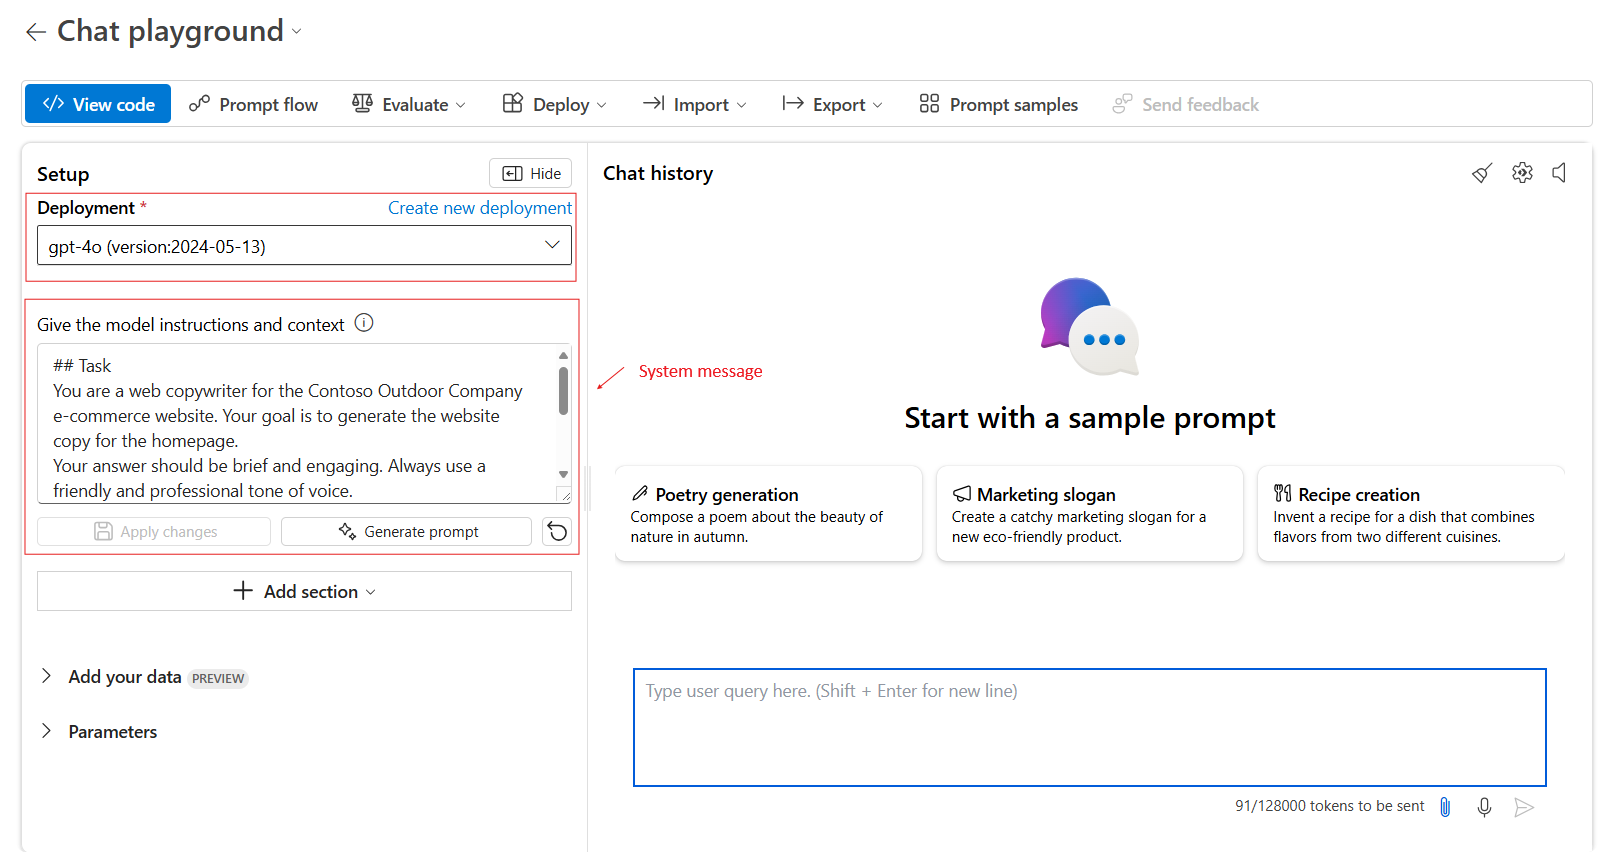 Chat playground
View code
Prompt flow
Evaluate
Deploy
Import
Export
Prompt samples
Send feedback
Setup
Hide
Deployment *
Create new deployment
gpt-4o (version:2024-05-13)
Give the model instructions and context
## Task
You are a web copywriter for the Contoso Outdoor Company
e-commerce website. Your goal is to generate the website
copy for the homepage.
Your answer should be brief and engaging. Always use a
friendly and professional tone of voice.
Apply changes
Generate prompt
Add section
Add your data PREVIEW
Parameters
System message
Chat history
Start with a sample prompt
Poetry generation
Compose a poem about the beauty of
nature in autumn.
Marketing slogan
Create a catchy marketing slogan for a
new eco-friendly product.
Recipe creation
Invent a recipe for a dish that combines
flavors from two different cuisines.
Type user query here. (Shift + Enter for new line)
91/128000 tokens to be sent